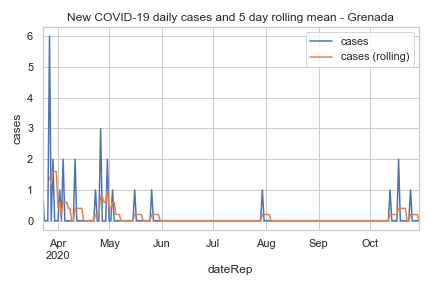 New COVID-19 daily cases and 5 day rolling mean - Grenada
cases
cases (rolling)
cases
6
5
4
3
2
1
0
Apr May Jun Jul Aug Sep Oct
2020
dateRep